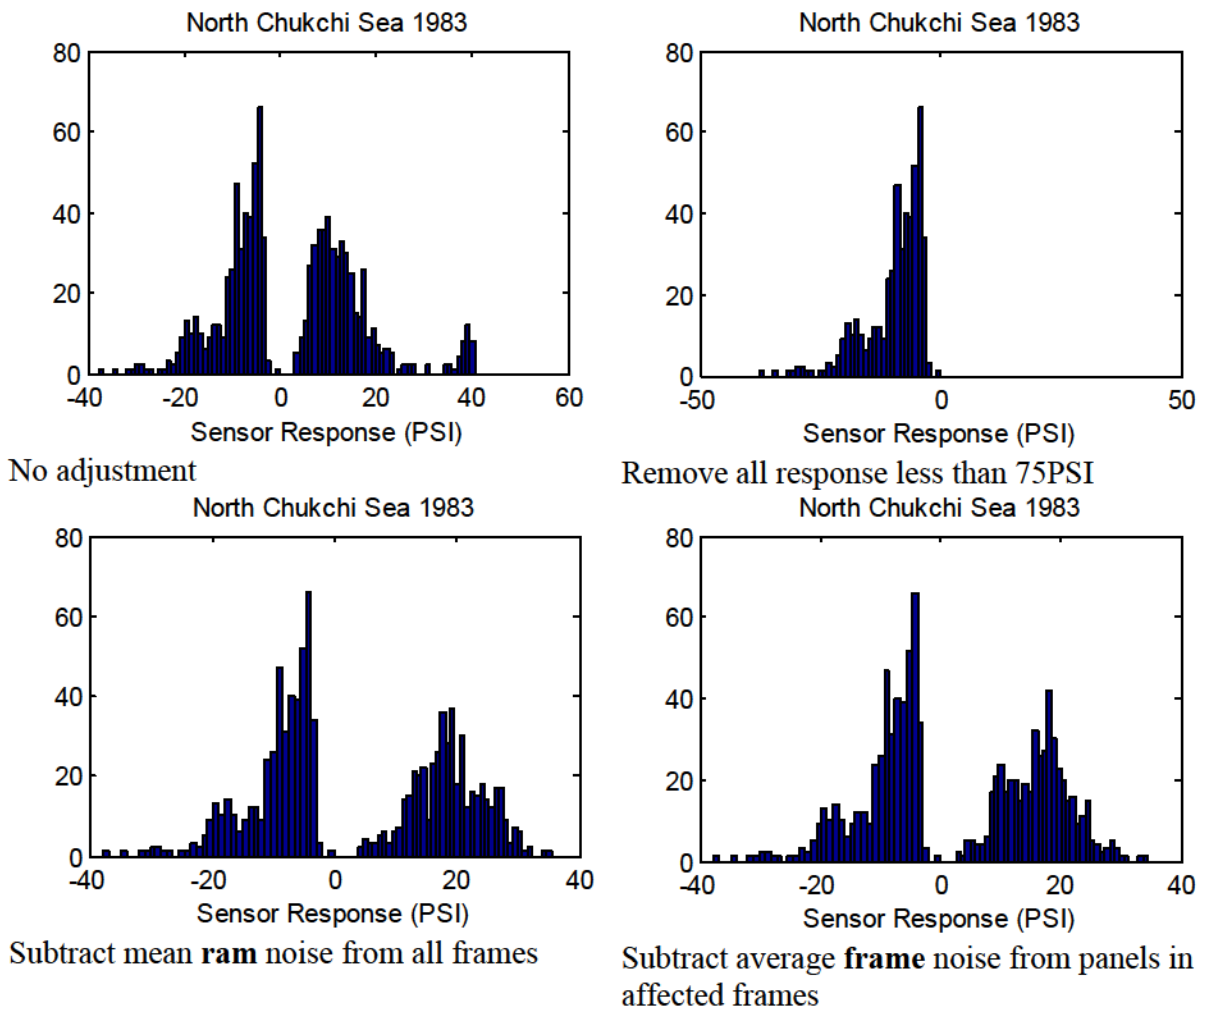 North Chukchi Sea 1983
80
60
40
20
0
-40 -20 0 20 40 60
Sensor Response (PSI)
No adjustment
North Chukchi Sea 1983
80
60
40
20
0
-50 0 50
Sensor Response (PSI)
Remove all response less than 75PSI
North Chukchi Sea 1983
80
60
40
20
0
-40 -20 0 20 40
Sensor Response (PSI)
Subtract mean ram noise from all frames
North Chukchi Sea 1983
80
60
40
20
0
-40 -20 0 20 40
Sensor Response (PSI)
Subtract average frame noise from panels in
affected frames